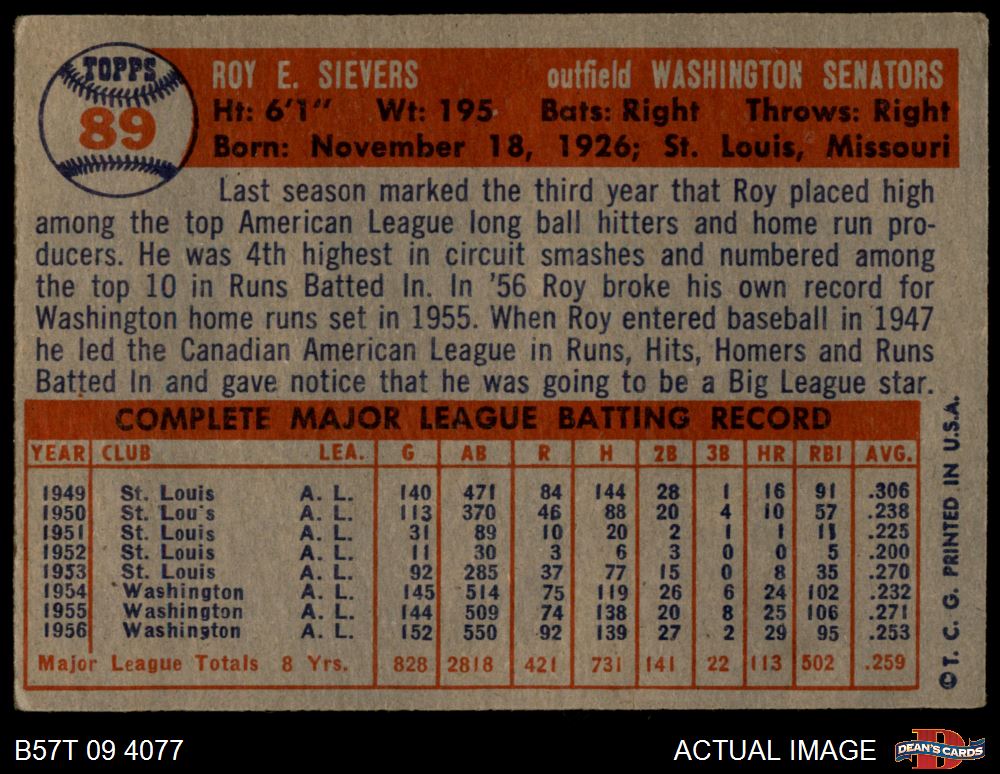 TOPPS
89
ROY E. SIEVERS outfield WASHINGTON SENATORS
Ht: 6'1" Wt: 195 Bats: Right Throws: Right
Born: November 18, 1926; St. Louis, Missouri
Last season marked the third year that Roy placed high
among the top American League long ball hitters and home run pro-
ducers. He was 4th highest in circuit smashes and numbered among
the top 10 in Runs Batted In. In '56 Roy broke his own record for
Washington home runs set in 1955. When Roy entered baseball in 1947
he led the Canadian American League in Runs, Hits, Homers and Runs
Batted In and gave notice that he was going to be a Big League star.
COMPLETE MAJOR LEAGUE BATTING RECORD
YEAR CLUB LEA. G AB R H 2B 3B HR RBI AVG.
1949 St. Louis A. L. 140 471 84 144 28 1 16 91 .306
1950 St. Lou's A. L. 113 370 46 88 20 4 10 57 .238
1951 St. Louis A. L. 31 89 10 20 2 1 1 11 .225
1952 St. Louis A. L. 11 30 3 6 3 0 0 5 .200
1953 St. Louis A. L. 92 285 37 77 15 0 8 35 .270
1954 Washington A. L. 145 514 75 119 26 6 24 102 .232
1955 Washington A. L. 144 509 74 138 20 8 25 106 .271
1956 Washington A. L. 152 550 92 139 27 2 29 95 .253
Major League Totals 8 Yrs. 828 2818 421 731 141 22 113 502 .259
©T. C. G. PRINTED IN U.S.A.
B57T 09 4077 ACTUAL IMAGE
DEAN'S CARDS